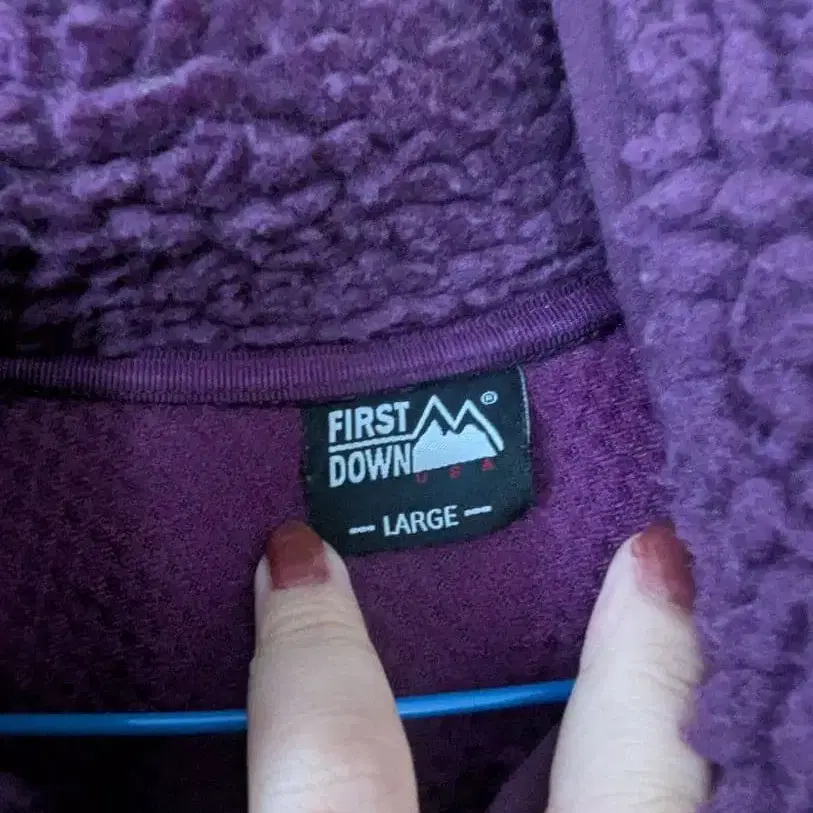 FIRST
DOWN
USA
— LARGE —
®